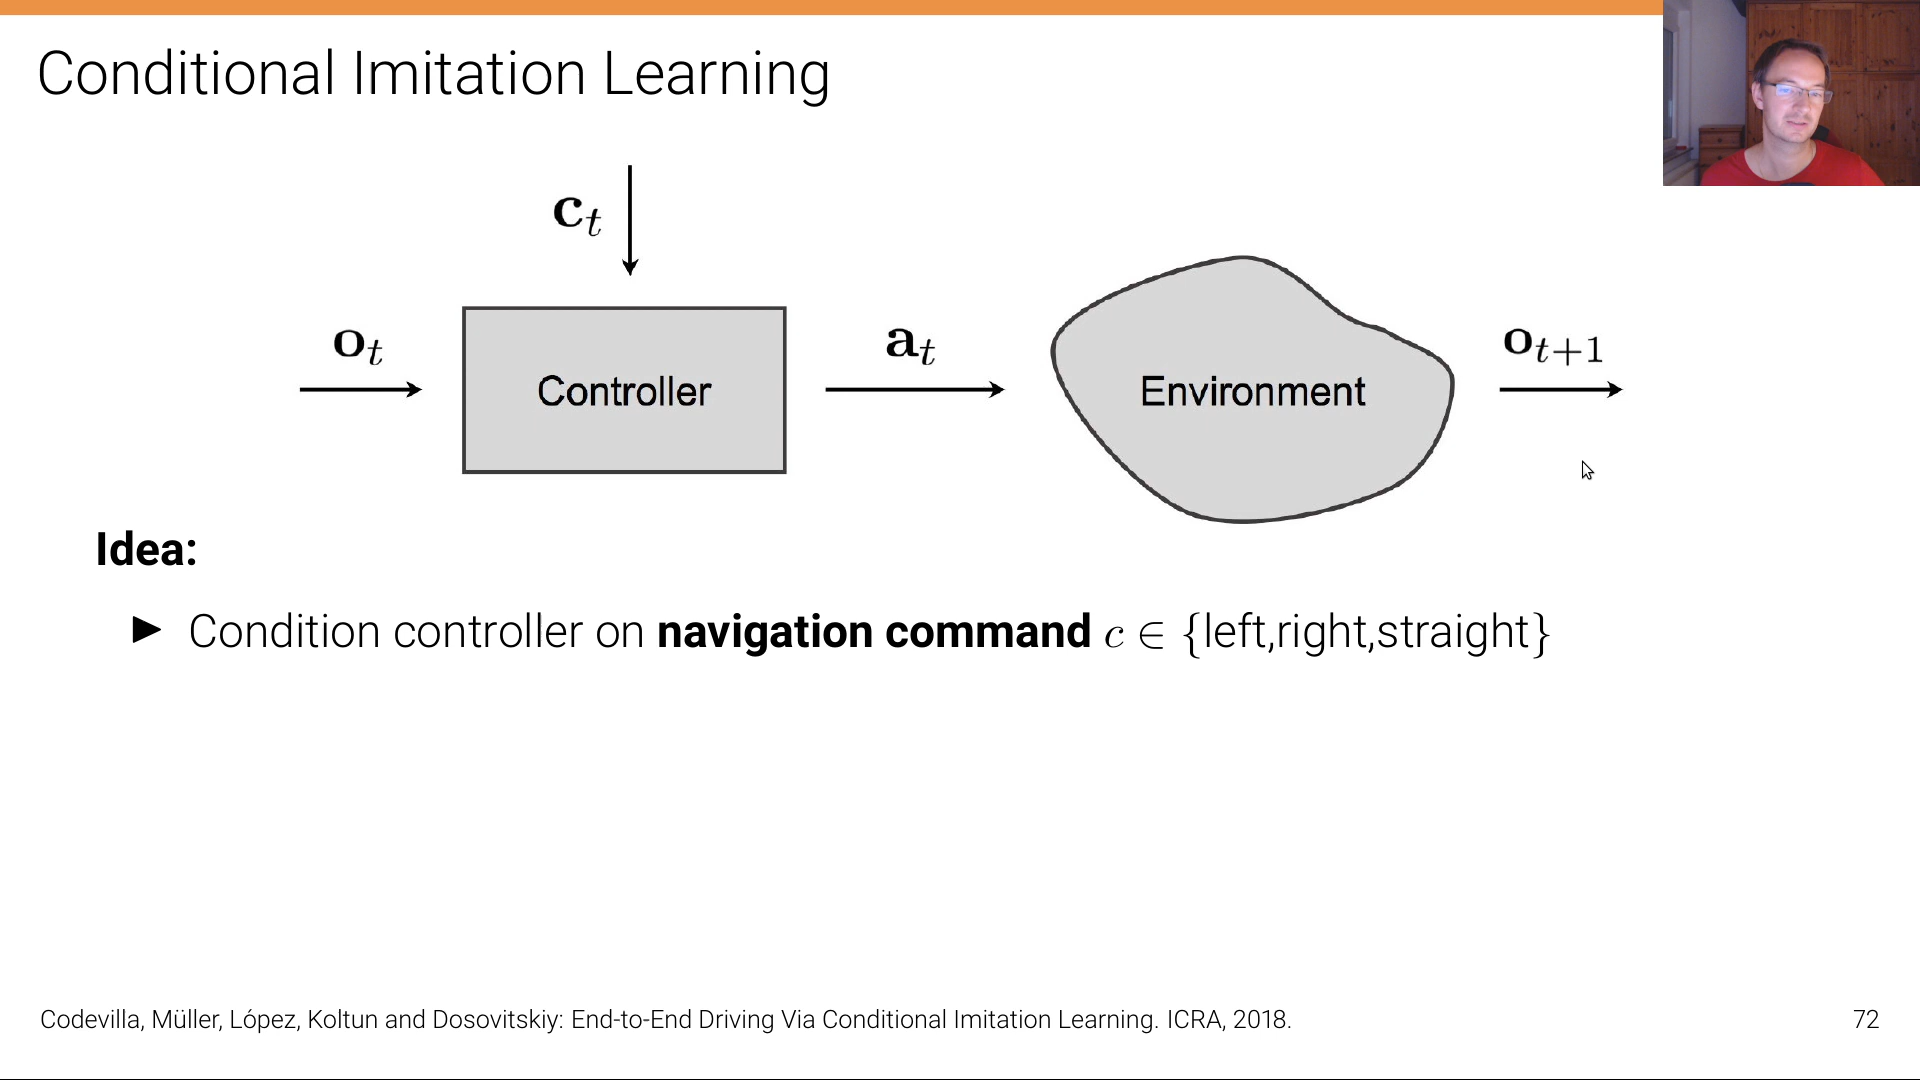 Conditional Imitation Learning
c_t
o_t
a_t
o_{t+1}
Controller
Environment
Idea:
► Condition controller on navigation command c ∈ {left,right,straight}
Codevilla, Müller, López, Koltun and Dosovitskiy: End-to-End Driving Via Conditional Imitation Learning. ICRA, 2018.
72